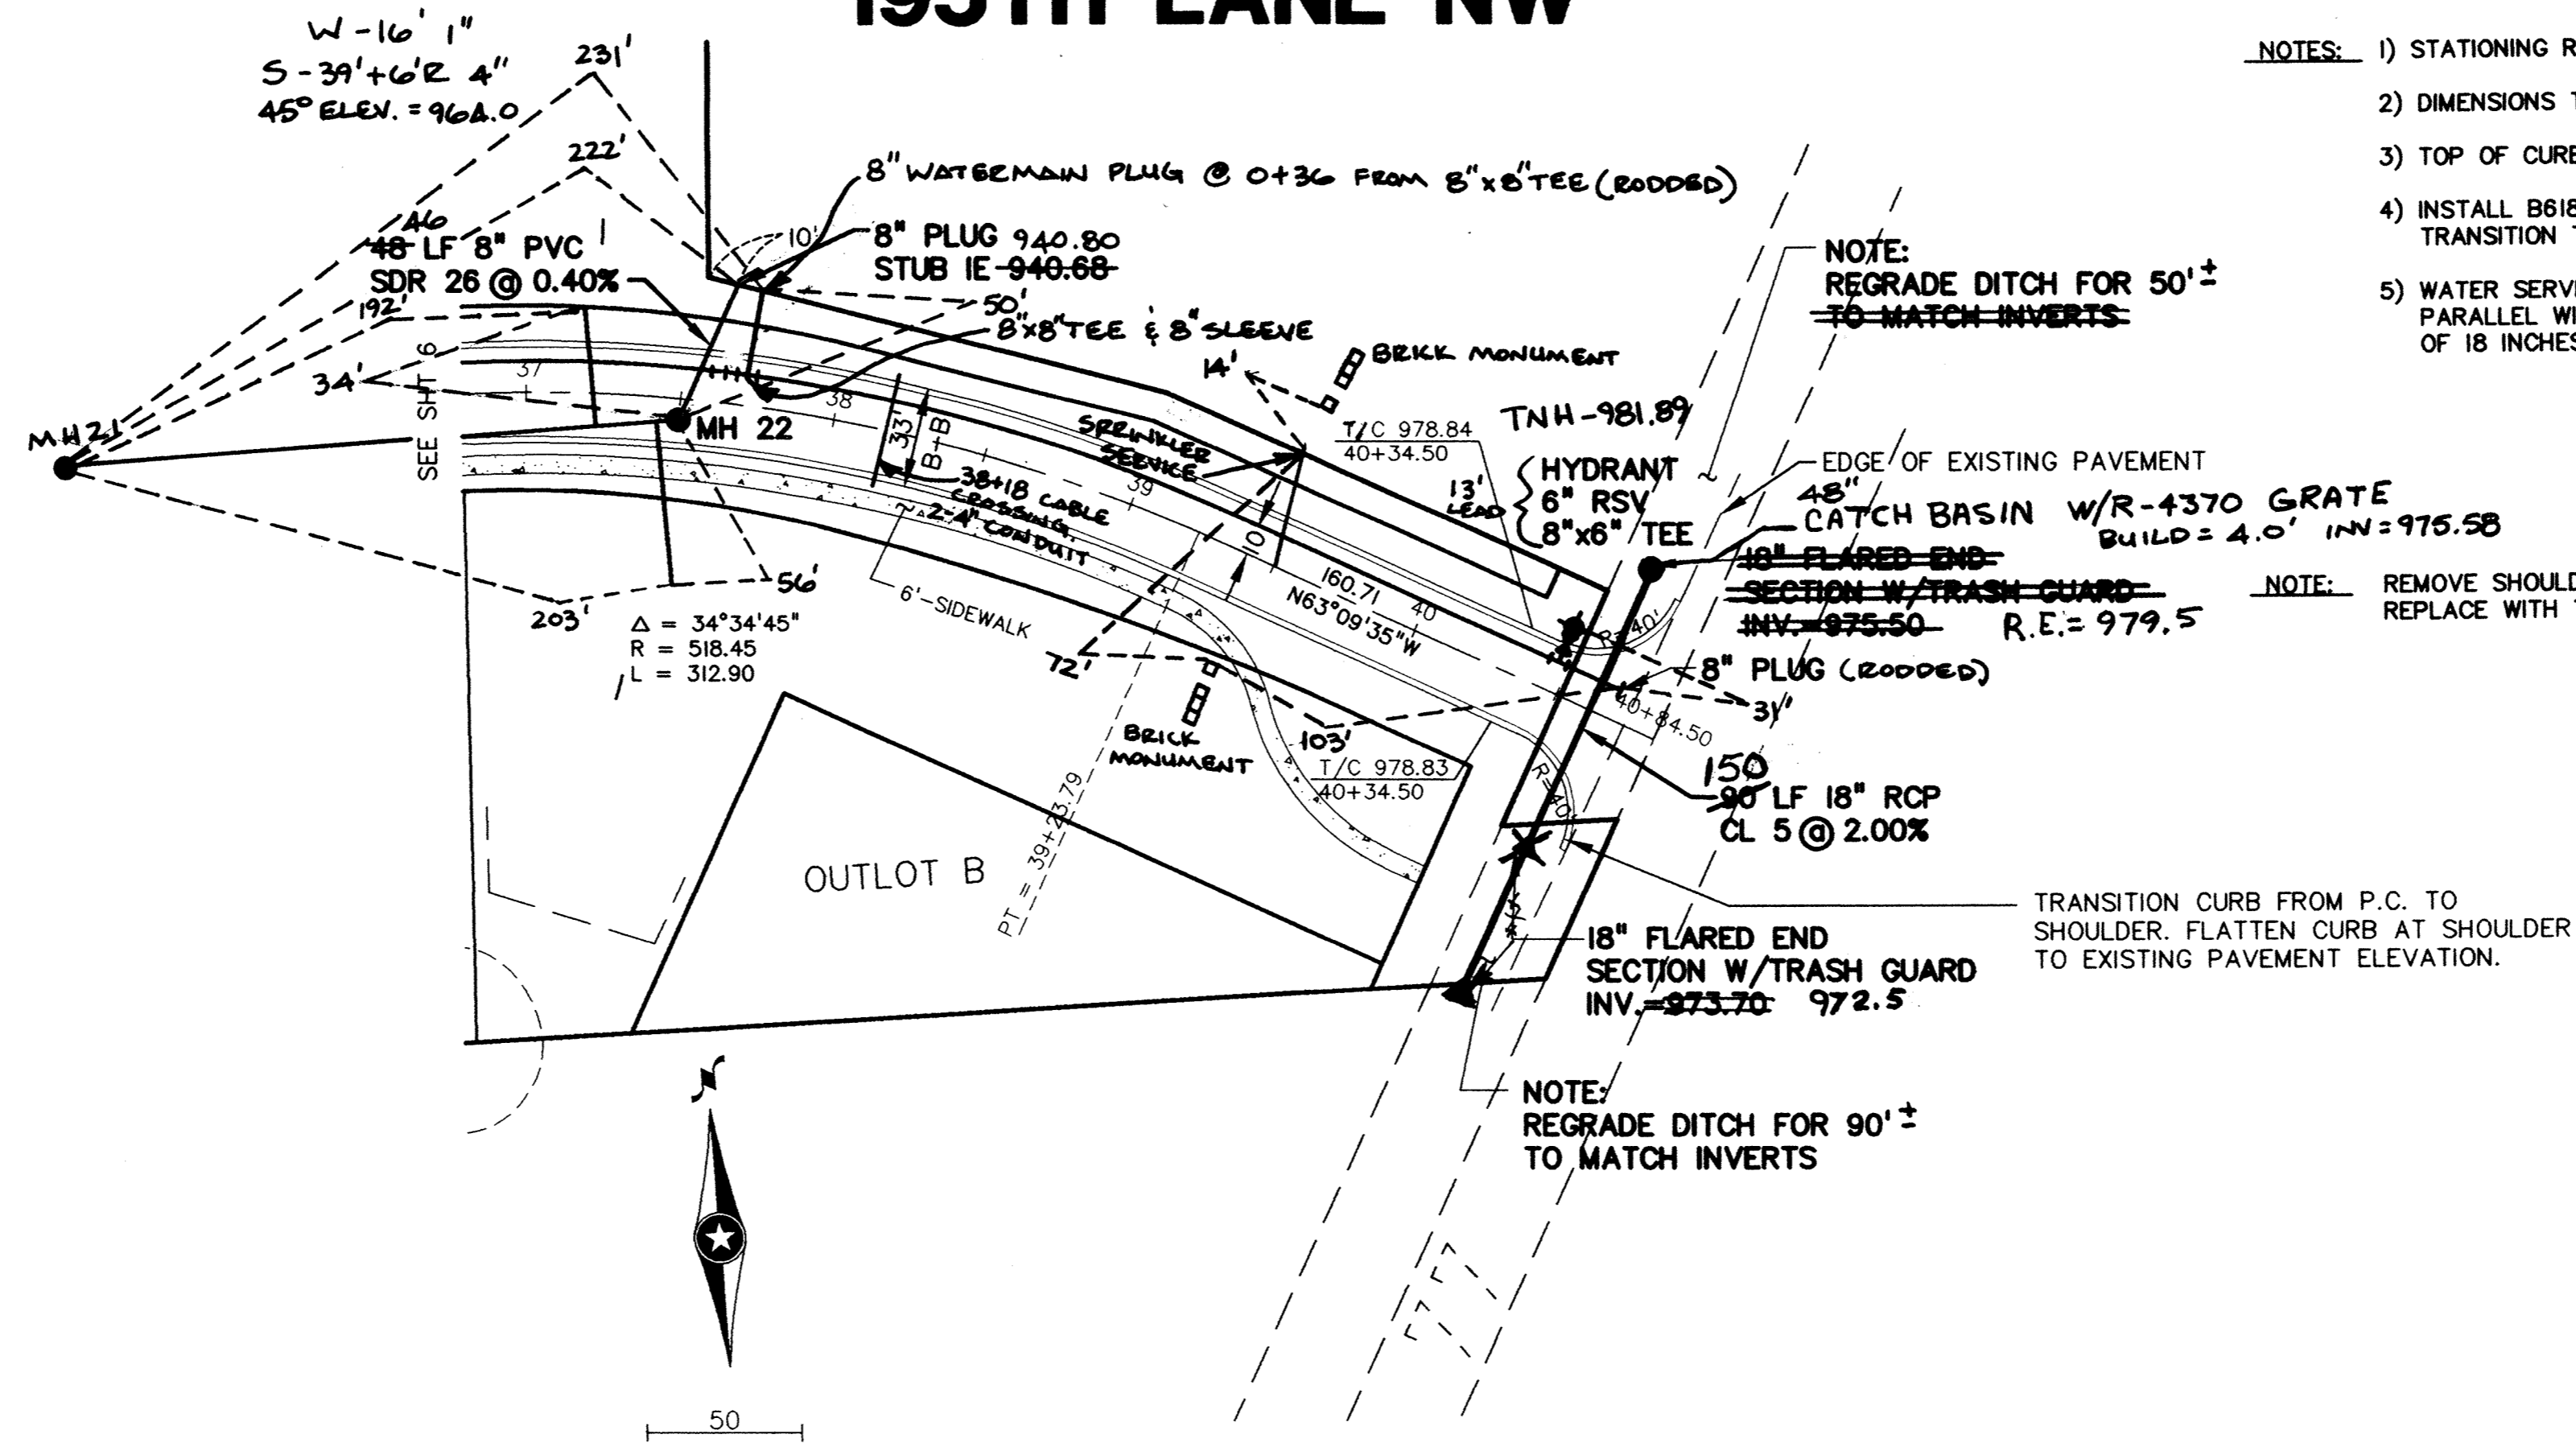 195TH LANE NW
W-16' 1"
S-39'+6'R 4"
45° ELEV. = 964.0
231'
222'
46
48 LF 8" PVC
SDR 26 @ 0.40%
192'
34'
MH21
SEE SHT 6
MH 22
203'
56'
Δ = 34°34'45"
R = 518.45
L = 312.90
10'
8" WATERMAIN PLUG @ 0+36 FROM 8"x8" TEE (RODDED)
8" PLUG 940.80
STUB IE 940.68
50'
8"x8" TEE & 8" SLEEVE
37
38
39
40
33'
B-B
38+18 CABLE
CROSSING.
2-4" CONDUIT
6'-SIDEWALK
SPRINKLER
SERVICE
14'
BRICK MONUMENT
10'
72'
160.71
N63°09'35"W
T/C 978.84
40+34.50
TNH-981.89
13'
LEAD
HYDRANT
6" RSV
8"x6" TEE
NOTE:
REGRADE DITCH FOR 50'±
TO MATCH INVERTS
EDGE OF EXISTING PAVEMENT
48"
CATCH BASIN W/R-4370 GRATE
BUILD = 4.0' INV=975.58
18" FLARED END
SECTION W/TRASH GUARD
INV.=975.50 R.E.= 979.5
R=40'
8" PLUG (RODDED)
31'
40+84.50
103'
BRICK
MONUMENT
T/C 978.83
40+34.50
R=40'
150
90 LF 18" RCP
CL 5 @ 2.00%
PT = 39+23.79
OUTLOT B
TRANSITION CURB FROM P.C. TO
SHOULDER. FLATTEN CURB AT SHOULDER
TO EXISTING PAVEMENT ELEVATION.
18" FLARED END
SECTION W/TRASH GUARD
INV.=973.70 972.5
NOTE:
REGRADE DITCH FOR 90'±
TO MATCH INVERTS
N
50
NOTES: 1) STATIONING R
2) DIMENSIONS T
3) TOP OF CURB
4) INSTALL B618
TRANSITION T
5) WATER SERVI
PARALLEL WI
OF 18 INCHES
NOTE: REMOVE SHOULD
REPLACE WITH